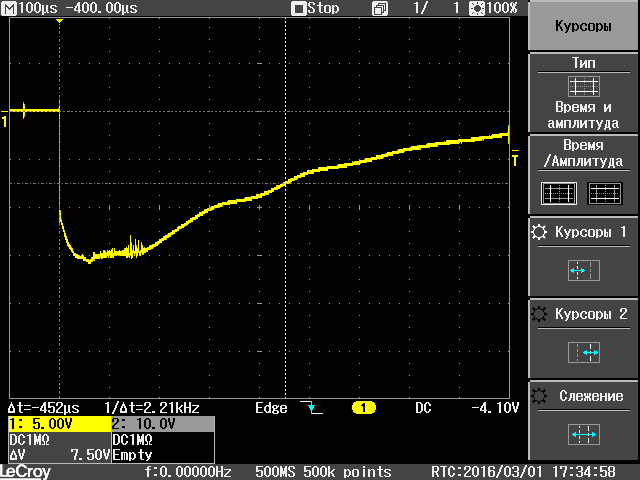 M 100µs -400.00µs Stop 1/ 1 100%
Курсоры
Тип
Время и
амплитуда
Время
/Амплитуда
Курсоры 1
Курсоры 2
Слежение
1
T
Δt=-452µs 1/Δt=2.21kHz Edge 1 DC -4.10V
1: 5.00V 2: 10.0V
DC1MΩ DC1MΩ
ΔV 7.50V Empty
LeCroy f:0.00000Hz 500MS 500k points RTC:2016/03/01 17:34:58